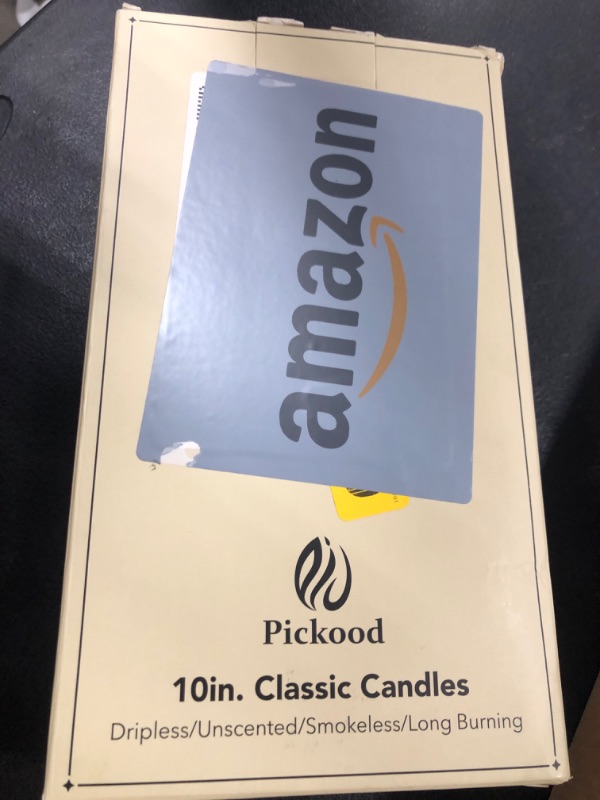 amazon
Pickood
10in. Classic Candles
Dripless/Unscented/Smokeless/Long Burning